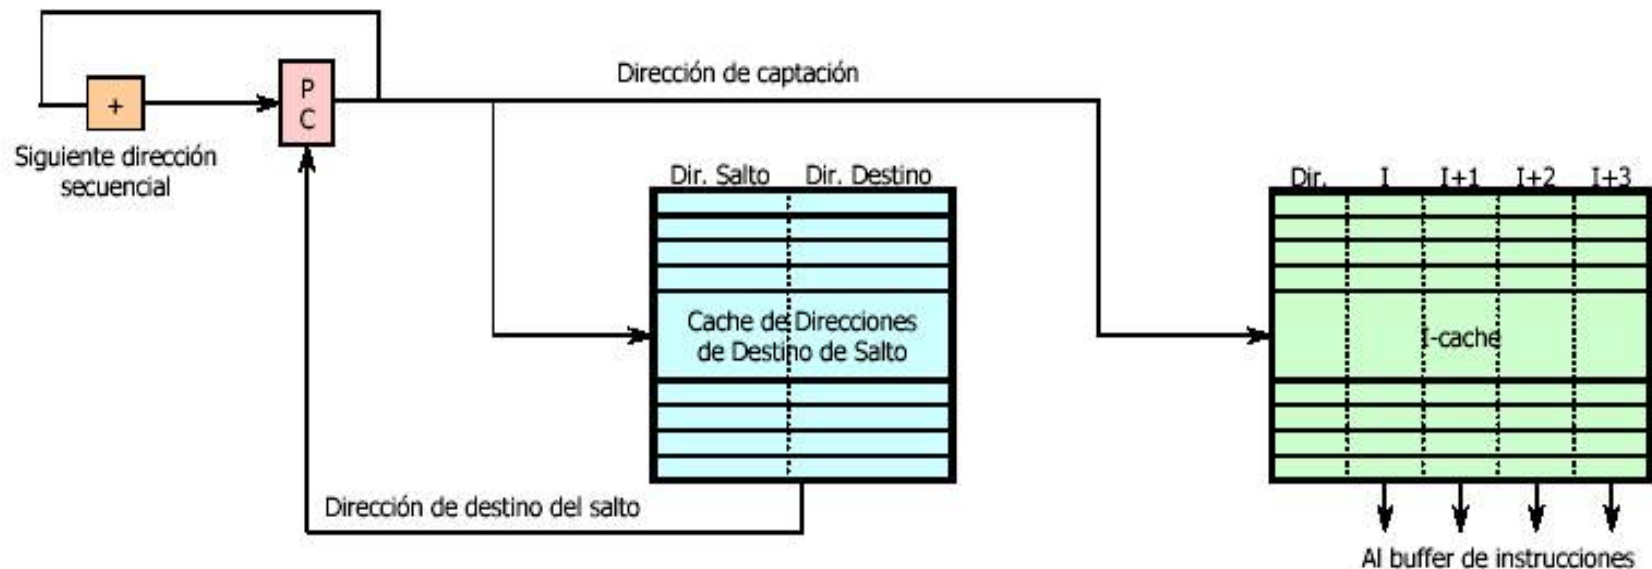 +
P
C
Dirección de captación
Siguiente dirección
secuencial
Dir. Salto Dir. Destino
Cache de Direcciones
de Destino de Salto
Dirección de destino del salto
Dir. I I+1 I+2 I+3
I-cache
Al buffer de instrucciones